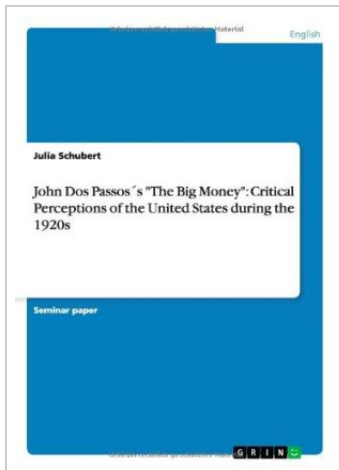 English
Julia Schubert
John Dos Passos´s "The Big Money": Critical
Perceptions of the United States during the
1920s
Seminar paper
GRIN